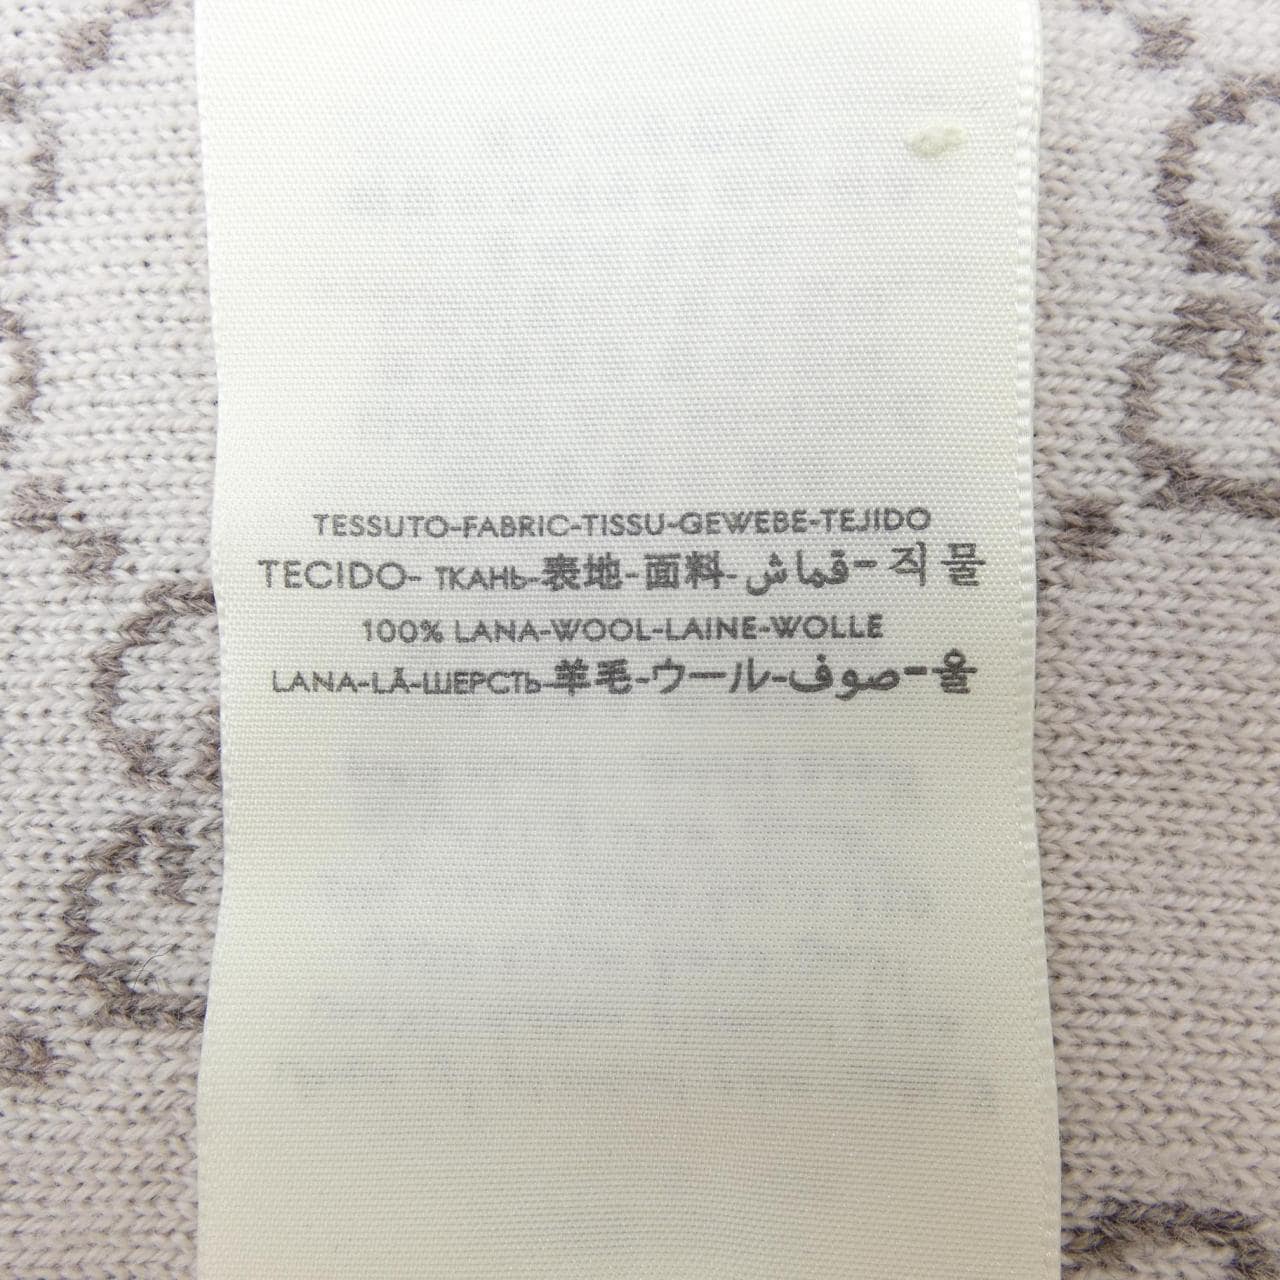 TESSUTO-FABRIC-TISSU-GEWEBE-TEJIDO
TECIDO- ТКАНЬ-表地-面料-قماش-직물
100% LANA-WOOL-LAINE-WOLLE
LANA-LÃ-ШЕРСТЬ-羊毛-ウール-صوف-울